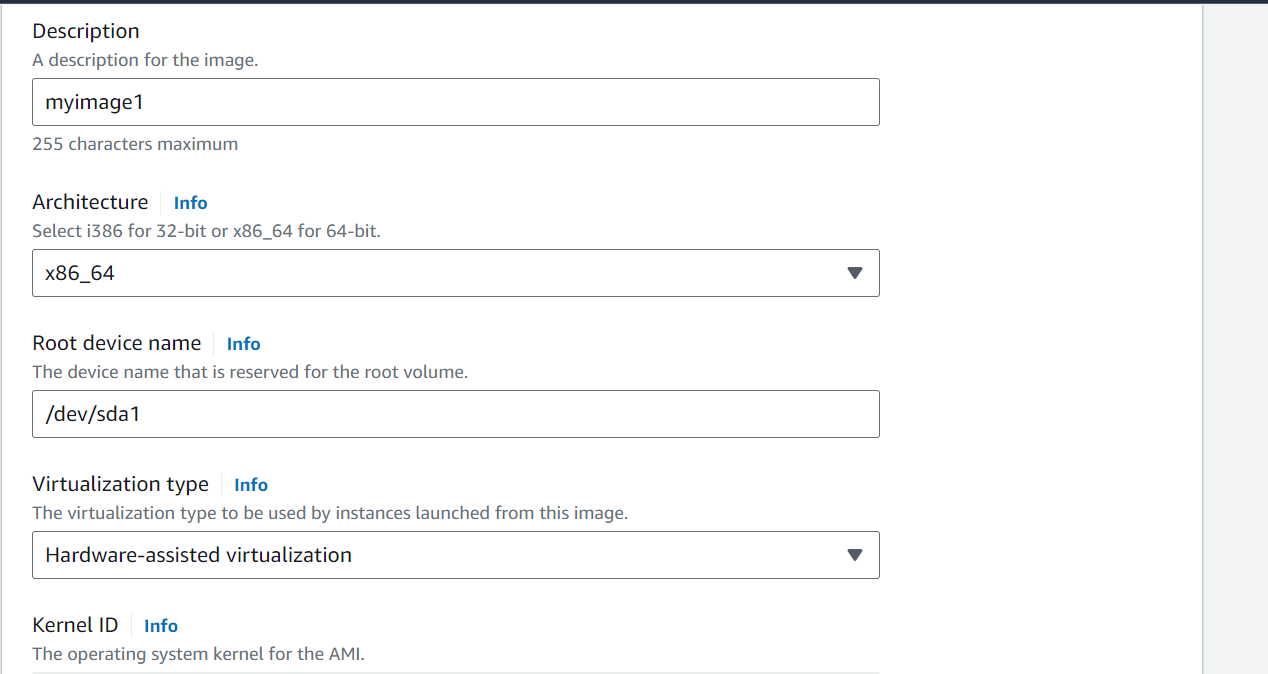 Description
A description for the image.
myimage1
255 characters maximum
Architecture Info
Select i386 for 32-bit or x86_64 for 64-bit.
x86_64
Root device name Info
The device name that is reserved for the root volume.
/dev/sda1
Virtualization type Info
The virtualization type to be used by instances launched from this image.
Hardware-assisted virtualization
Kernel ID Info
The operating system kernel for the AMI.